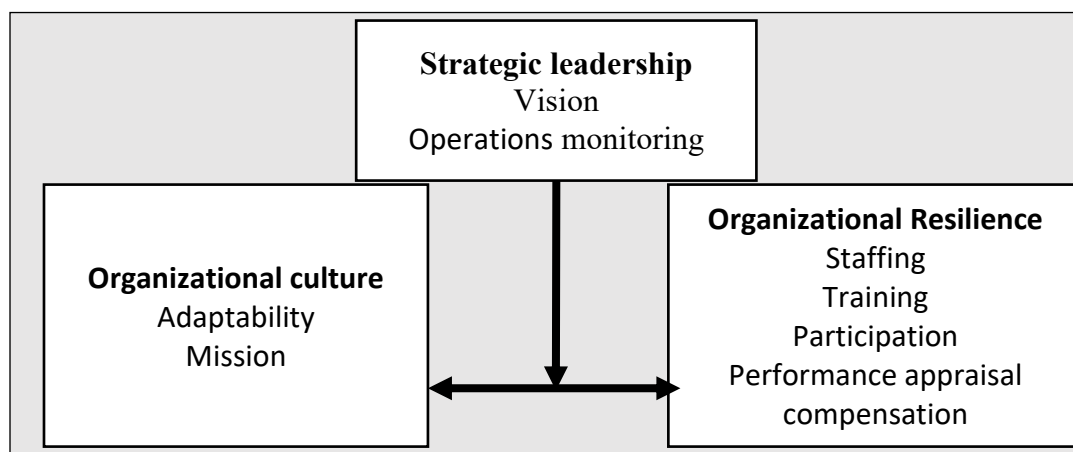 Strategic leadership
Vision
Operations monitoring
Organizational culture
Adaptability
Mission
Organizational Resilience
Staffing
Training
Participation
Performance appraisal
compensation